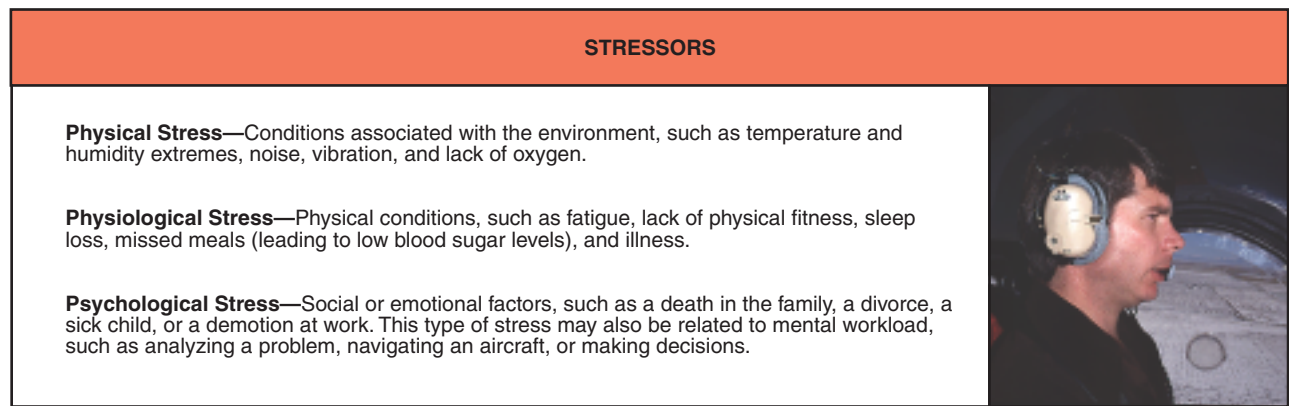 STRESSORS
Physical Stress—Conditions associated with the environment, such as temperature and
humidity extremes, noise, vibration, and lack of oxygen.
Physiological Stress—Physical conditions, such as fatigue, lack of physical fitness, sleep
loss, missed meals (leading to low blood sugar levels), and illness.
Psychological Stress—Social or emotional factors, such as a death in the family, a divorce, a
sick child, or a demotion at work. This type of stress may also be related to mental workload,
such as analyzing a problem, navigating an aircraft, or making decisions.